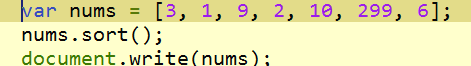 var nums = [3, 1, 9, 2, 10, 299, 6];
nums.sort();
document.write(nums);